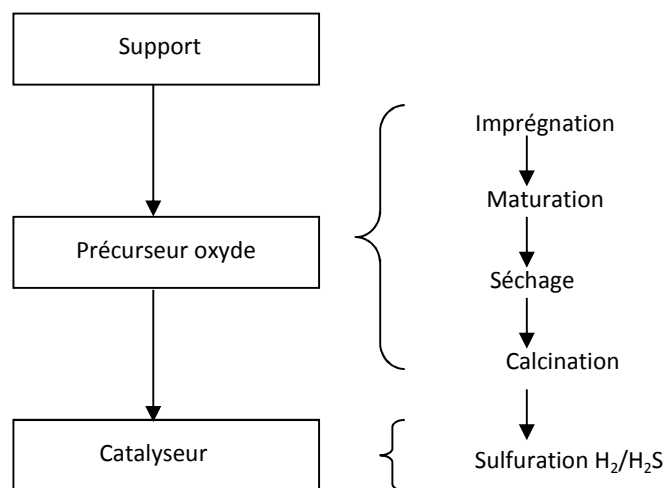 Support
Imprégnation
Maturation
Précurseur oxyde
Séchage
Calcination
Catalyseur
Sulfuration H₂/H₂S